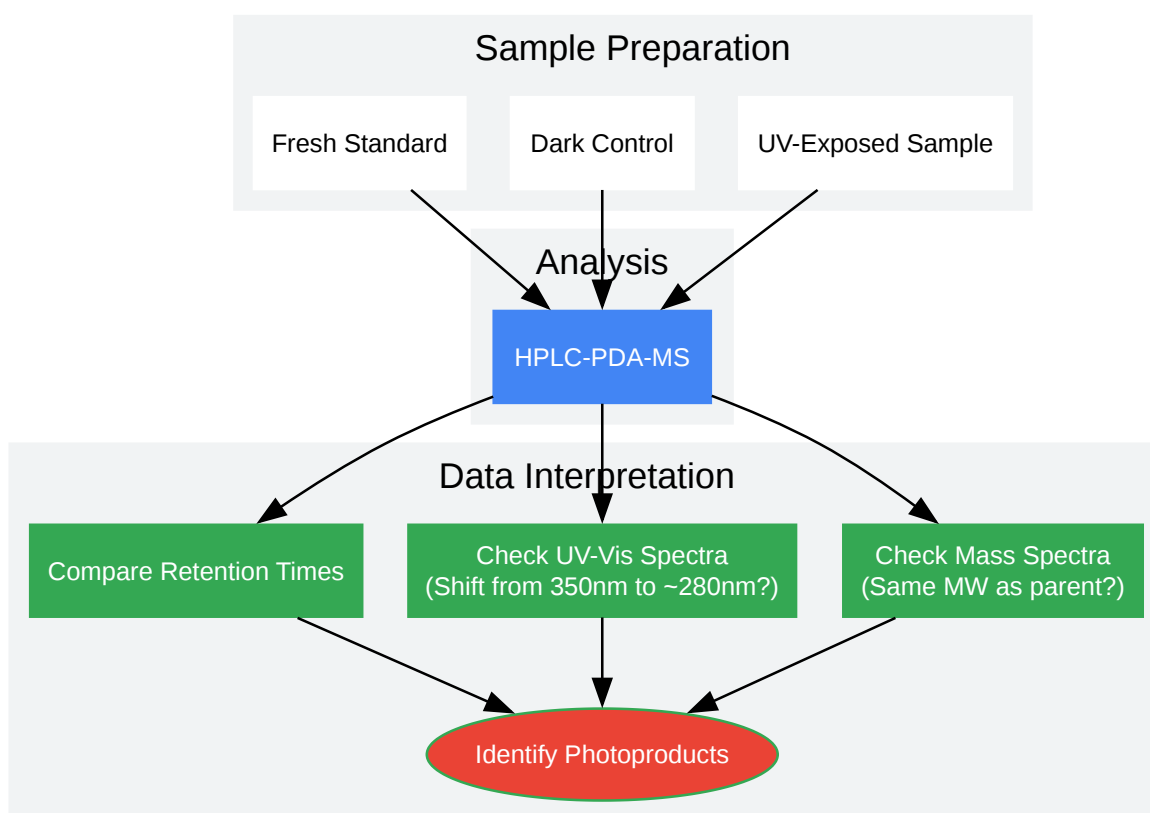 Sample Preparation
Fresh Standard
Dark Control
UV-Exposed Sample
Analysis
HPLC-PDA-MS
Data Interpretation
Compare Retention Times
Check UV-Vis Spectra
(Shift from 350nm to ~280nm?)
Check Mass Spectra
(Same MW as parent?)
Identify Photoproducts